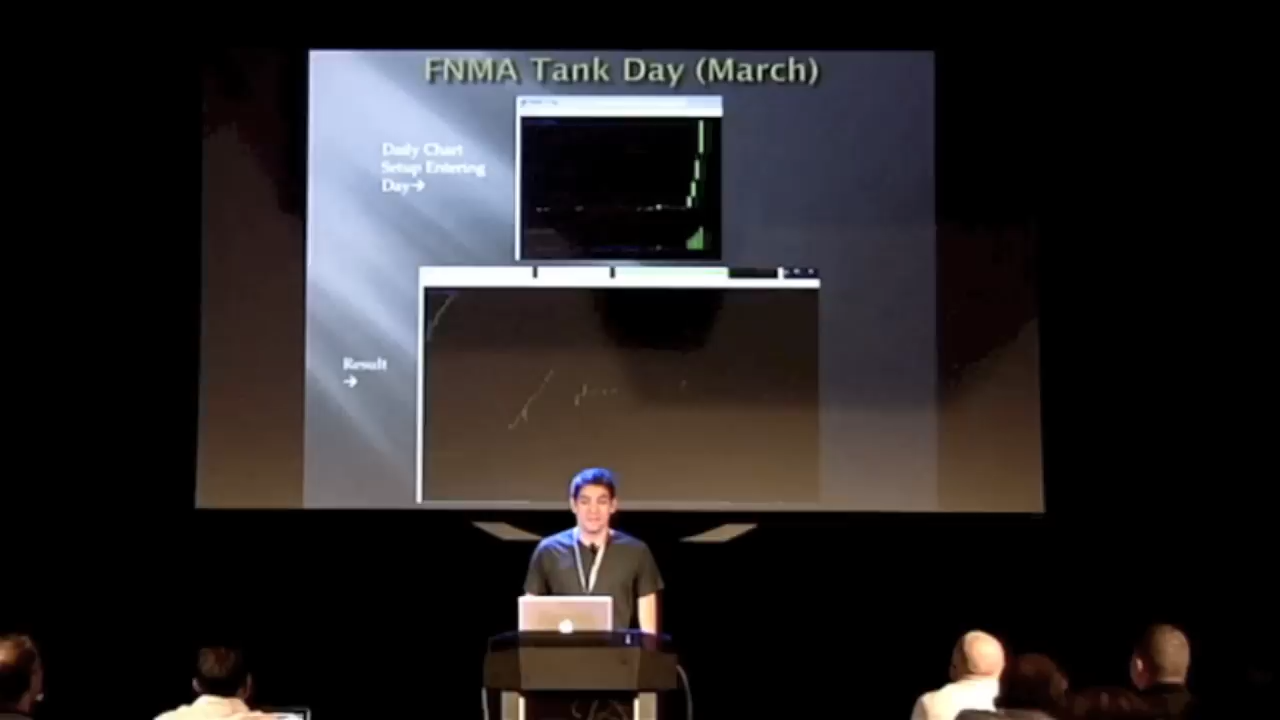 FNMA Tank Day (March)
Daily Chart
Setup Entering
Day→
Result
→